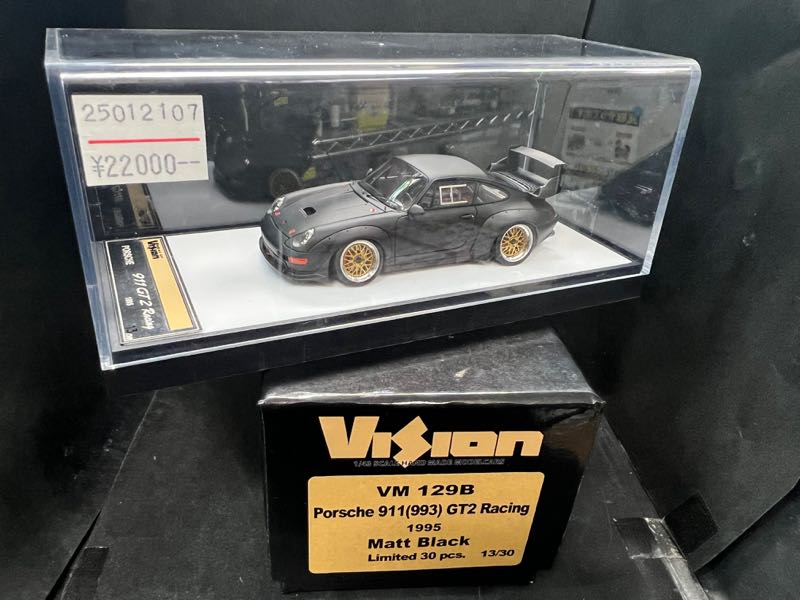 25012107
¥22000--
Vision
PORSCHE
911 GT2 Racing
1995
Vision
1/43 SCALE HAND MADE MODELCARS
VM 129B
Porsche 911(993) GT2 Racing
1995
Matt Black
Limited 30 pcs. 13/30